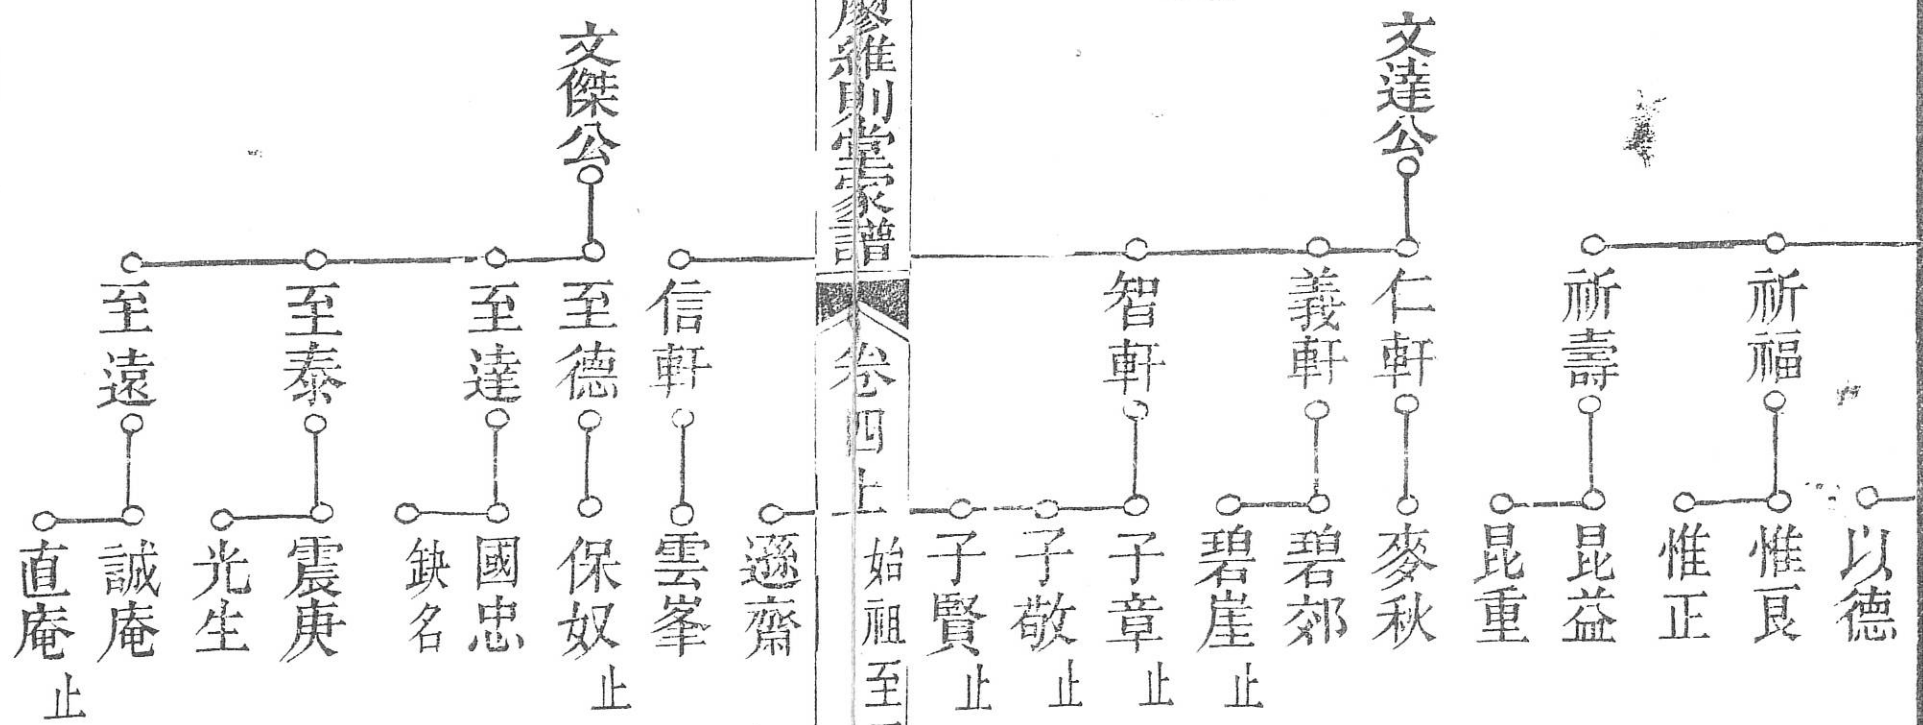 文達公
祈福
祈壽
仁軒
義軒
智軒
以德
惟良
惟正
昆益
昆重
麥秋
碧郊
碧崖止
子章止
子敬止
子賢止
廖維則堂家譜
卷四上
始祖至
遜齋
文傑公
信軒
至德
至達
至泰
至遠
雲峯
保奴止
國忠
缺名
震庚
光生
誠庵
直庵止